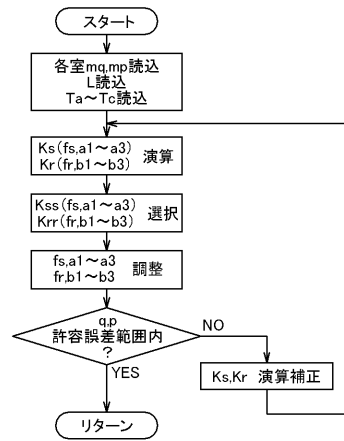 スタート
各室mq,mp読込
L読込
Ta～Tc読込
Ks(fs,a1～a3) 演算
Kr(fr,b1～b3)
Kss(fs,a1～a3) 選択
Krr(fr,b1～b3)
fs,a1～a3 調整
fr,b1～b3
q,p
許容誤差範囲内
?
NO
YES
Ks,Kr 演算補正
リターン